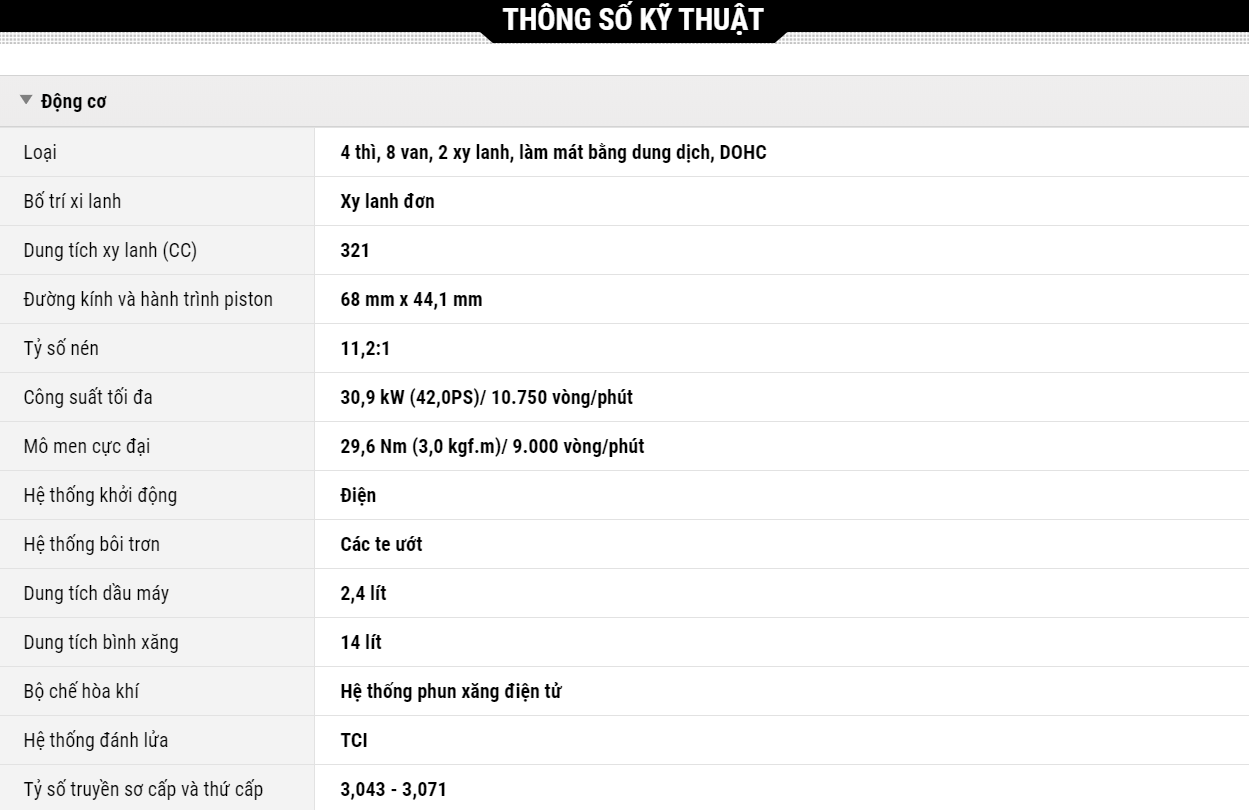 THÔNG SỐ KỸ THUẬT
Động cơ
Loại 4 thì, 8 van, 2 xy lanh, làm mát bằng dung dịch, DOHC
Bố trí xi lanh Xy lanh đơn
Dung tích xy lanh (CC) 321
Đường kính và hành trình piston 68 mm x 44,1 mm
Tỷ số nén 11,2:1
Công suất tối đa 30,9 kW (42,0PS)/ 10.750 vòng/phút
Mô men cực đại 29,6 Nm (3,0 kgf.m)/ 9.000 vòng/phút
Hệ thống khởi động Điện
Hệ thống bôi trơn Các te ướt
Dung tích dầu máy 2,4 lít
Dung tích bình xăng 14 lít
Bộ chế hòa khí Hệ thống phun xăng điện tử
Hệ thống đánh lửa TCI
Tỷ số truyền sơ cấp và thứ cấp 3,043 - 3,071